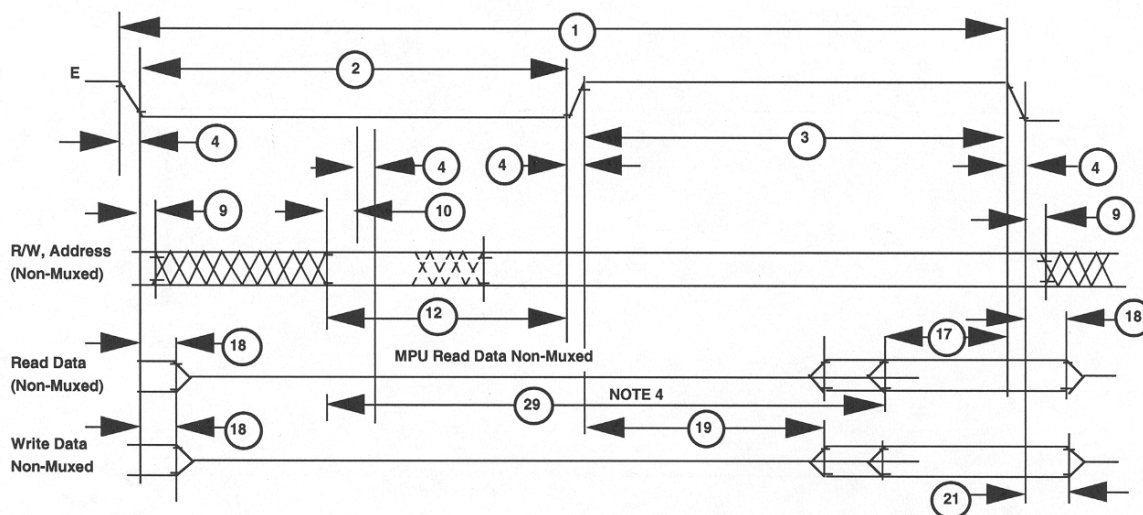 1
2
E
3
4
4
4
4
9
10
9
R/W, Address
(Non-Muxed)
12
18
18
17
MPU Read Data Non-Muxed
Read Data
(Non-Muxed)
29
NOTE 4
18
19
Write Data
Non-Muxed
21